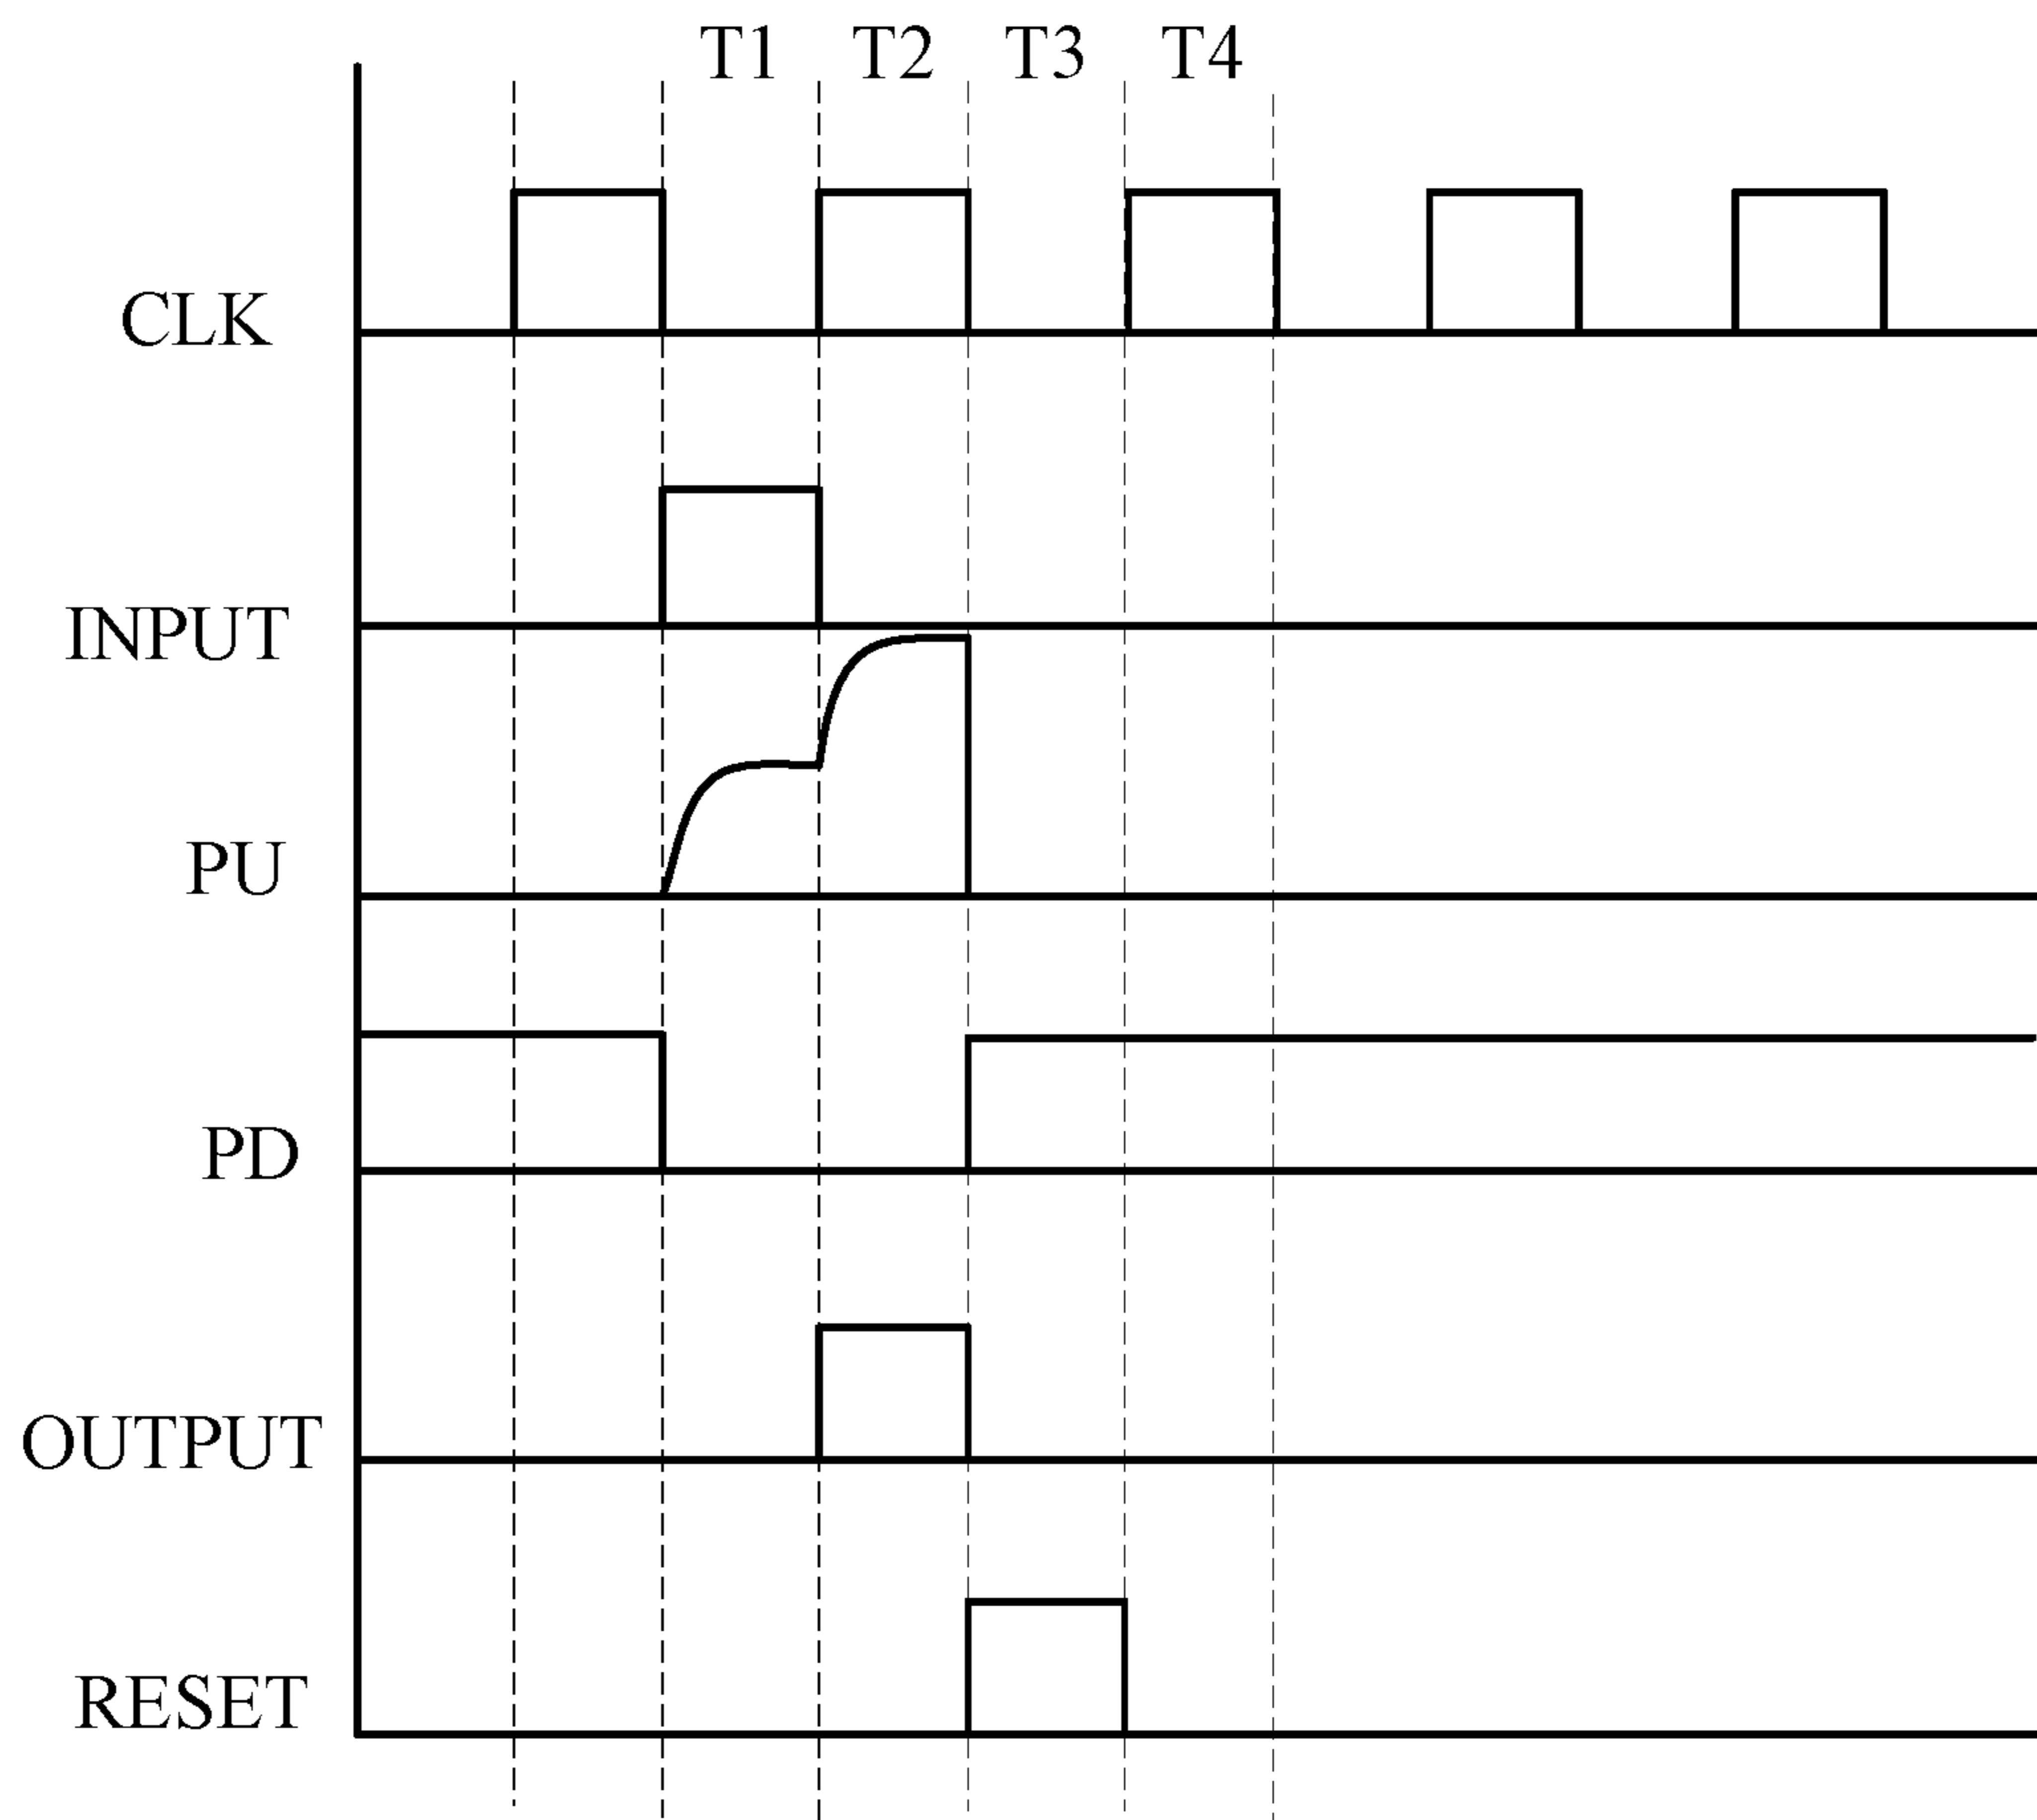 T1 T2 T3 T4
CLK
INPUT
PU
PD
OUTPUT
RESET